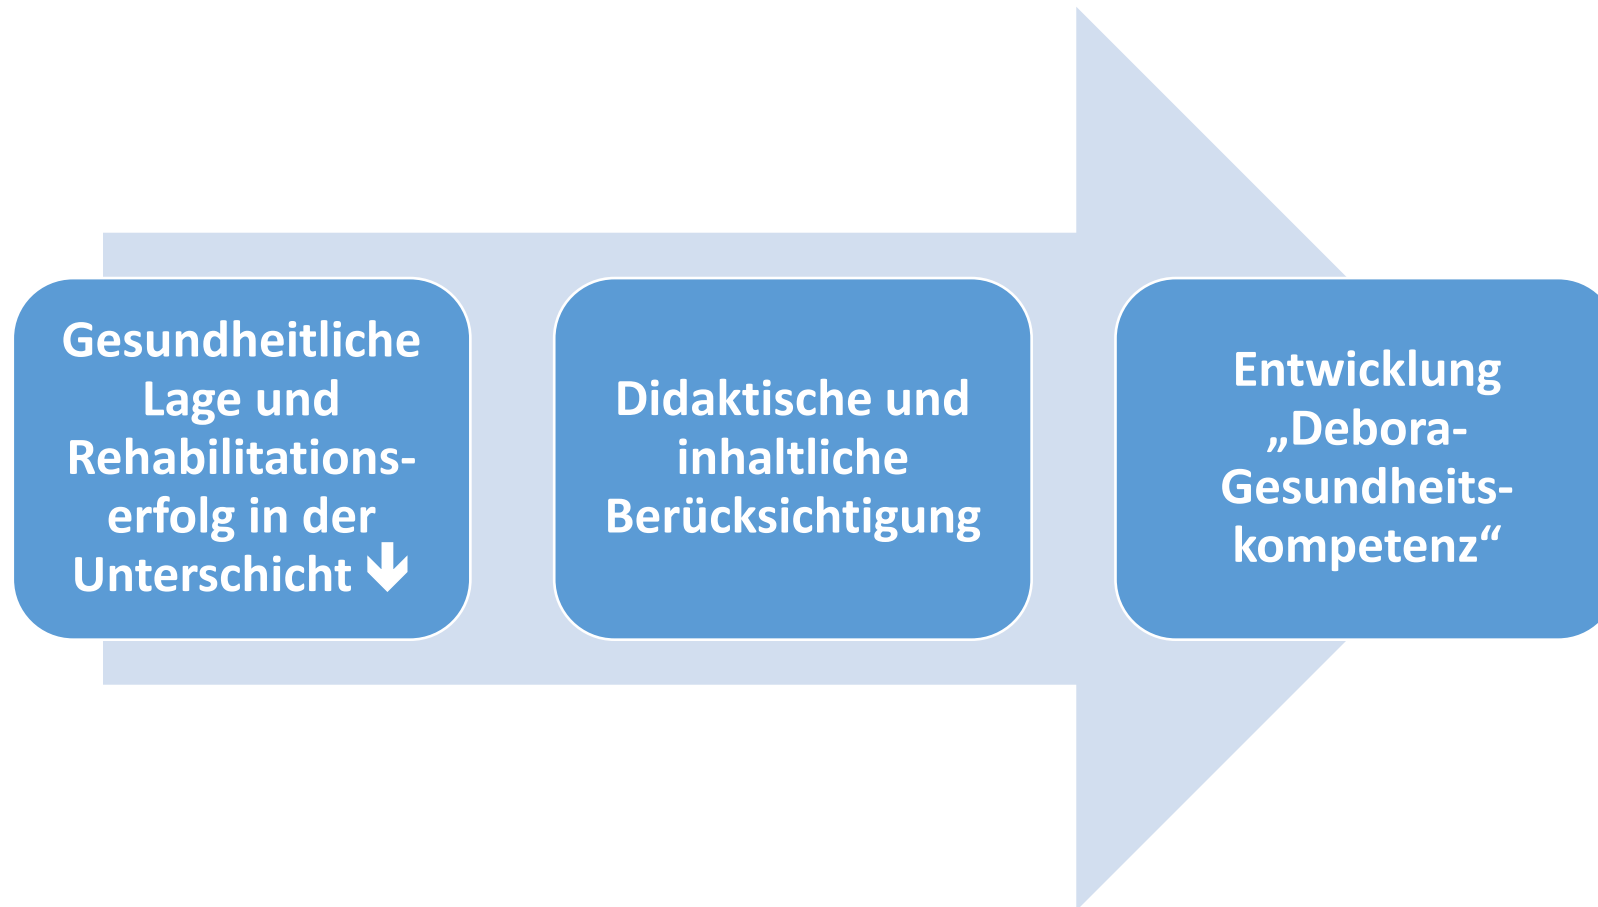 Gesundheitliche
Lage und
Rehabilitations-
erfolg in der
Unterschicht 🡻
Didaktische und
inhaltliche
Berücksichtigung
Entwicklung
„Debora-
Gesundheits-
kompetenz“